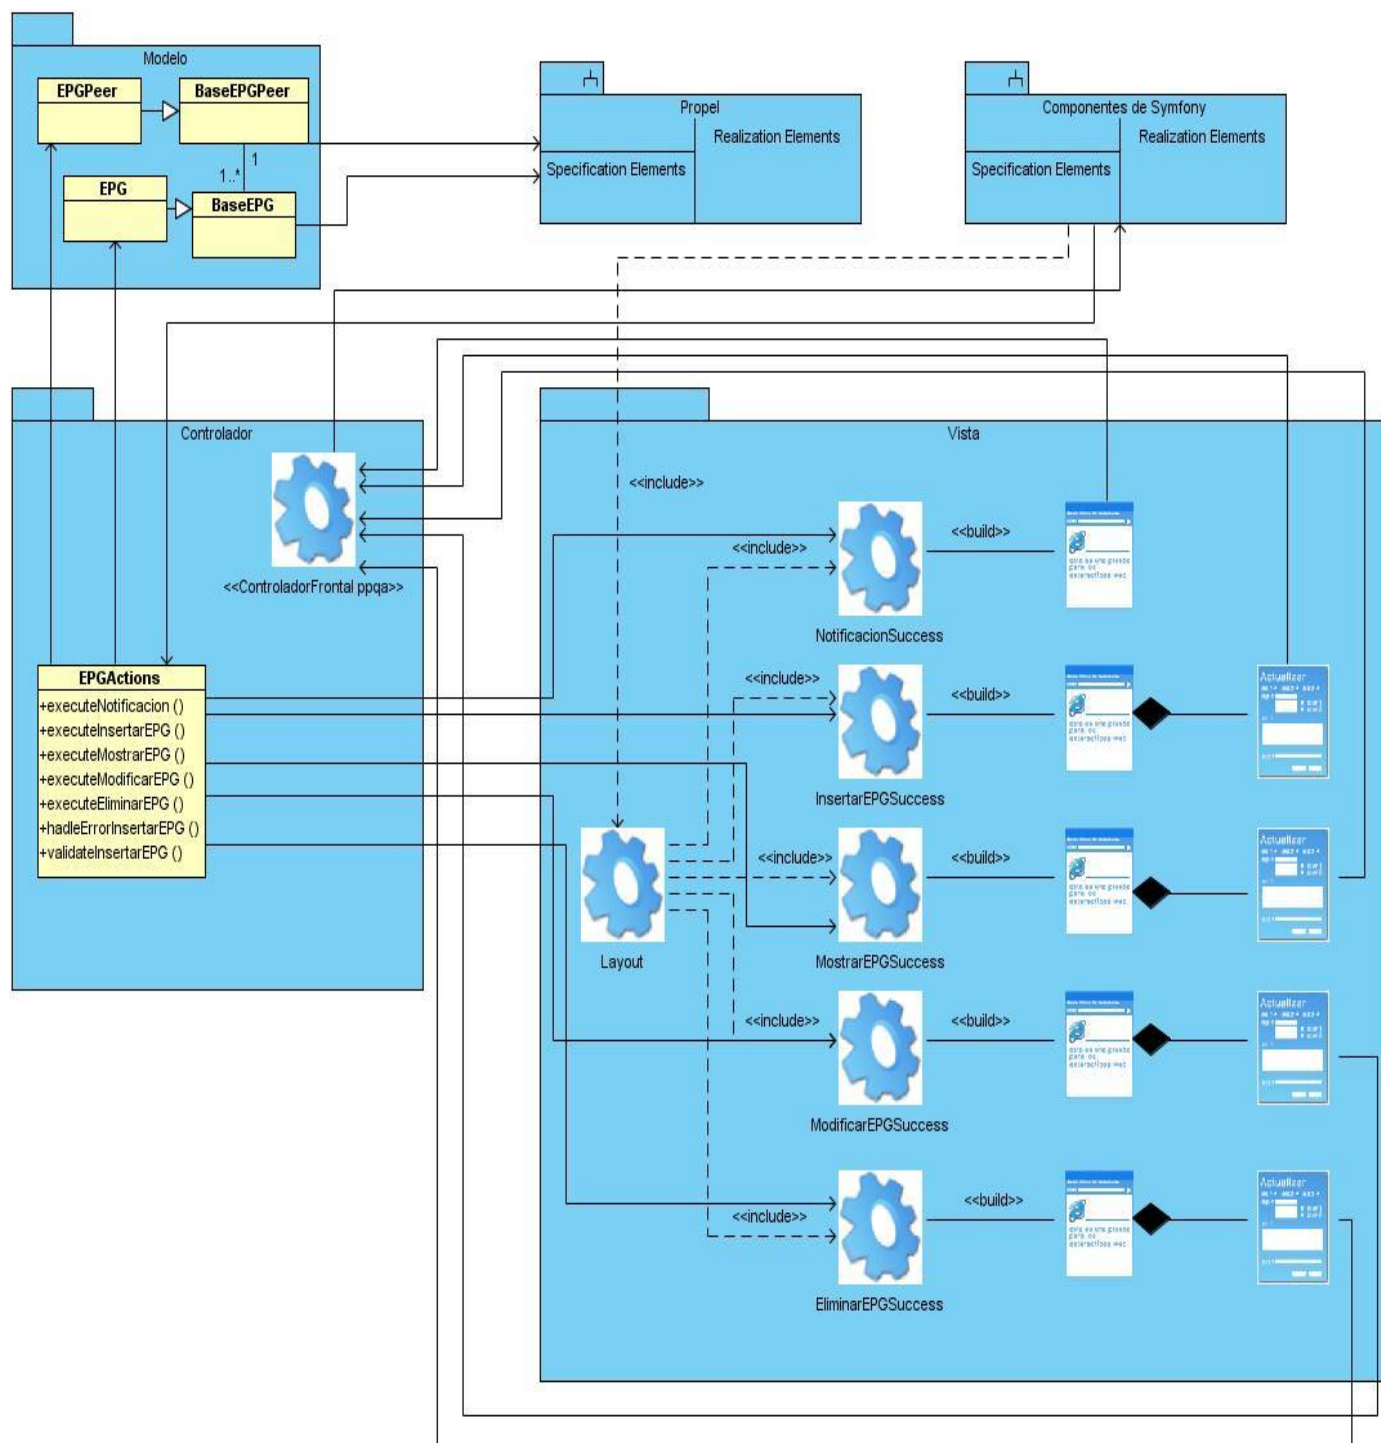 Modelo
EPGPeer
BaseEPGPeer
1
1..*
EPG
BaseEPG
Propel
Realization Elements
Specification Elements
Componentes de Symfony
Realization Elements
Specification Elements
Controlador
<<ControladorFrontal ppqa>>
EPGActions
+executeNotificacion ()
+executeInsertarEPG ()
+executeMostrarEPG ()
+executeModificarEPG ()
+executeEliminarEPG ()
+hadleErrorInsertarEPG ()
+validateInsertarEPG ()
Vista
<<include>>
<<include>>
<<build>>
NotificacionSuccess
<<include>>
<<build>>
Actualizar
InsertarEPGSuccess
<<include>>
<<build>>
Actualizar
Layout
MostrarEPGSuccess
<<include>>
<<build>>
Actualizar
ModificarEPGSuccess
<<include>>
<<build>>
Actualizar
EliminarEPGSuccess